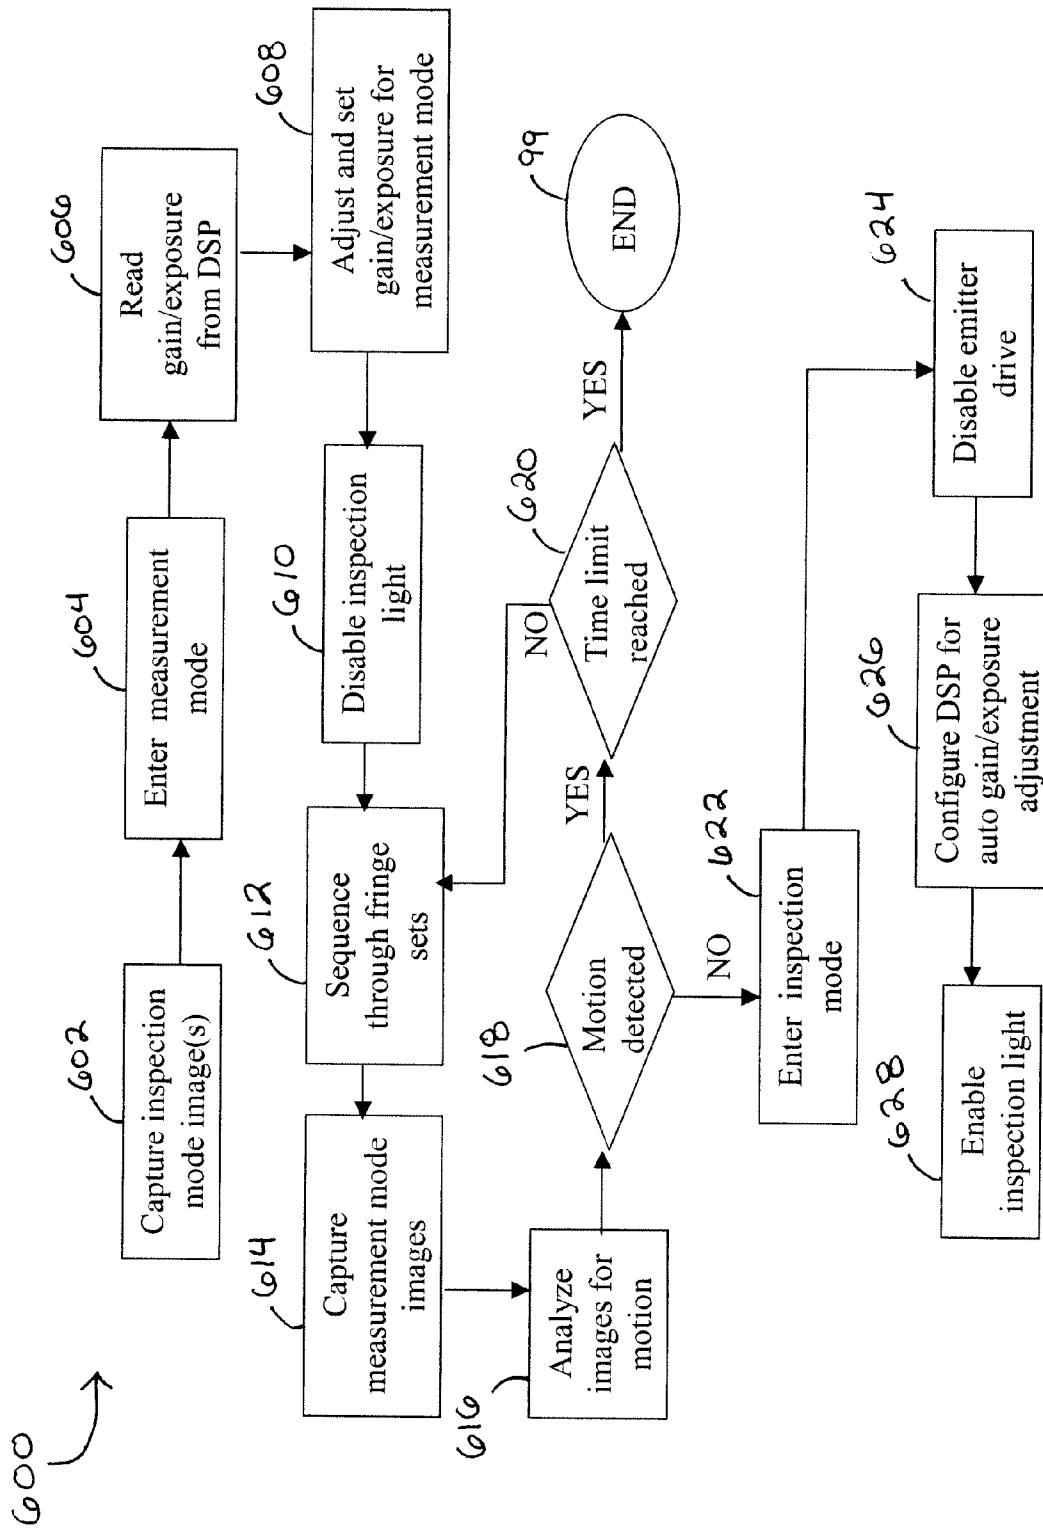 600
602
Capture inspection
mode image(s)
604
Enter measurement
mode
606
Read
gain/exposure
from DSP
608
Adjust and set
gain/exposure for
measurement mode
610
Disable inspection
light
612
Sequence
through fringe
sets
614
Capture
measurement mode
images
616
Analyze
images for
motion
618
Motion
detected
YES
NO
620
Time limit
reached
NO
YES
99
END
622
Enter inspection
mode
624
Disable emitter
drive
626
Configure DSP for
auto gain/exposure
adjustment
628
Enable
inspection light